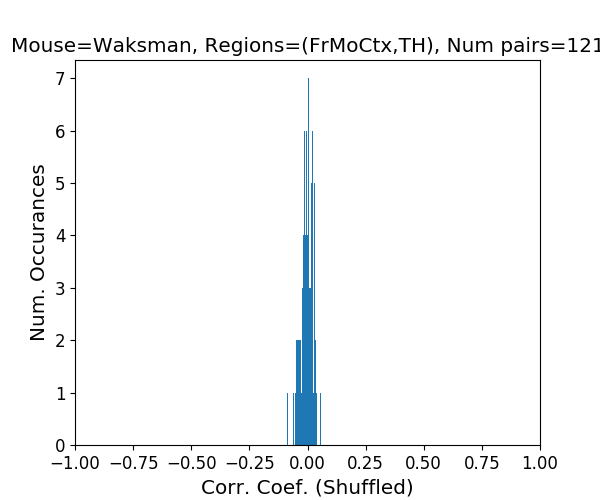 Mouse=Waksman, Regions=(FrMoCtx,TH), Num pairs=121
7
6
5
4
3
2
1
0
Num. Occurances
−1.00 −0.75 −0.50 −0.25 0.00 0.25 0.50 0.75 1.00
Corr. Coef. (Shuffled)